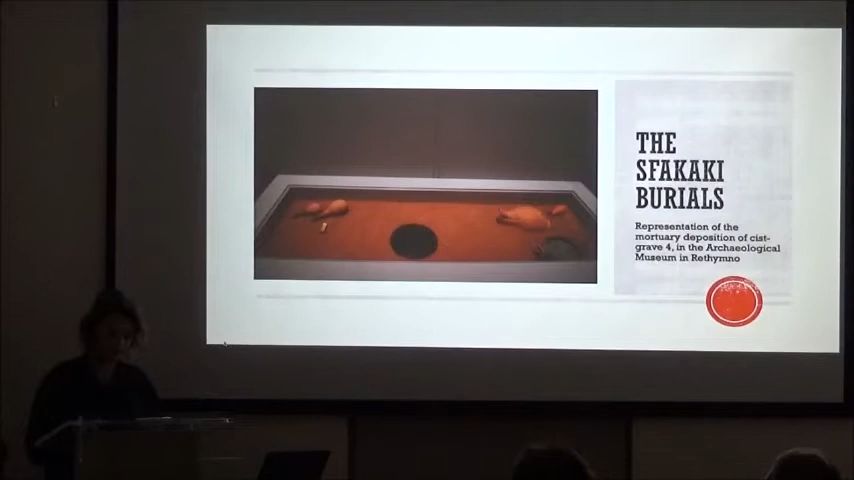 THE
SFAKAKI
BURIALS
Representation of the
mortuary deposition of cist-
grave 4, in the Archaeological
Museum in Rethymno